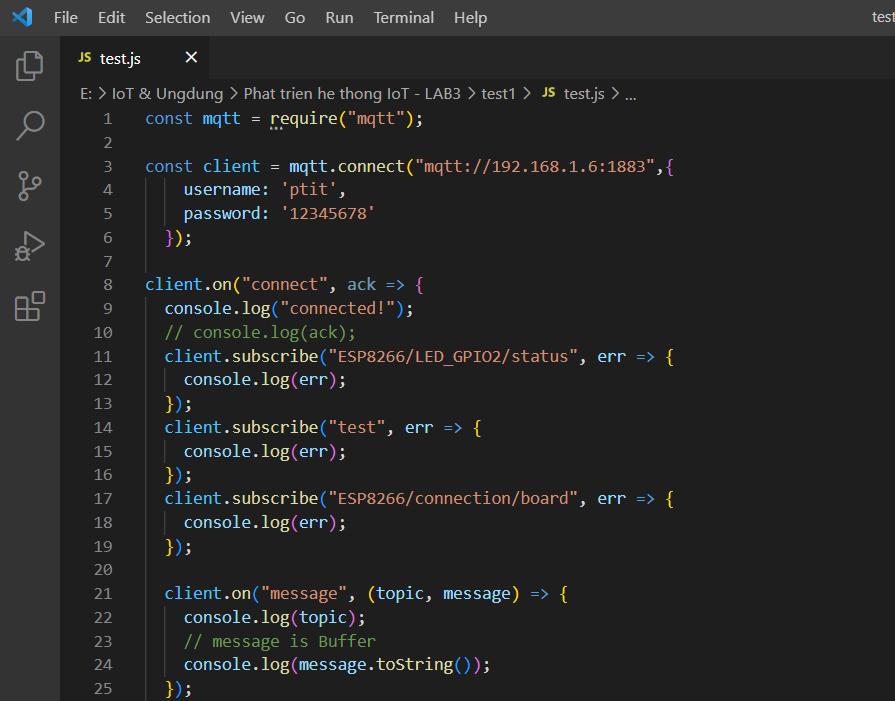 File Edit Selection View Go Run Terminal Help test
JS test.js ×
E: > IoT & Ungdung > Phat trien he thong IoT - LAB3 > test1 > JS test.js > ...
1 const mqtt = require("mqtt");
2
3 const client = mqtt.connect("mqtt://192.168.1.6:1883",{
4 username: 'ptit',
5 password: '12345678'
6 });
7
8 client.on("connect", ack => {
9 console.log("connected!");
10 // console.log(ack);
11 client.subscribe("ESP8266/LED_GPIO2/status", err => {
12 console.log(err);
13 });
14 client.subscribe("test", err => {
15 console.log(err);
16 });
17 client.subscribe("ESP8266/connection/board", err => {
18 console.log(err);
19 });
20
21 client.on("message", (topic, message) => {
22 console.log(topic);
23 // message is Buffer
24 console.log(message.toString());
25 });